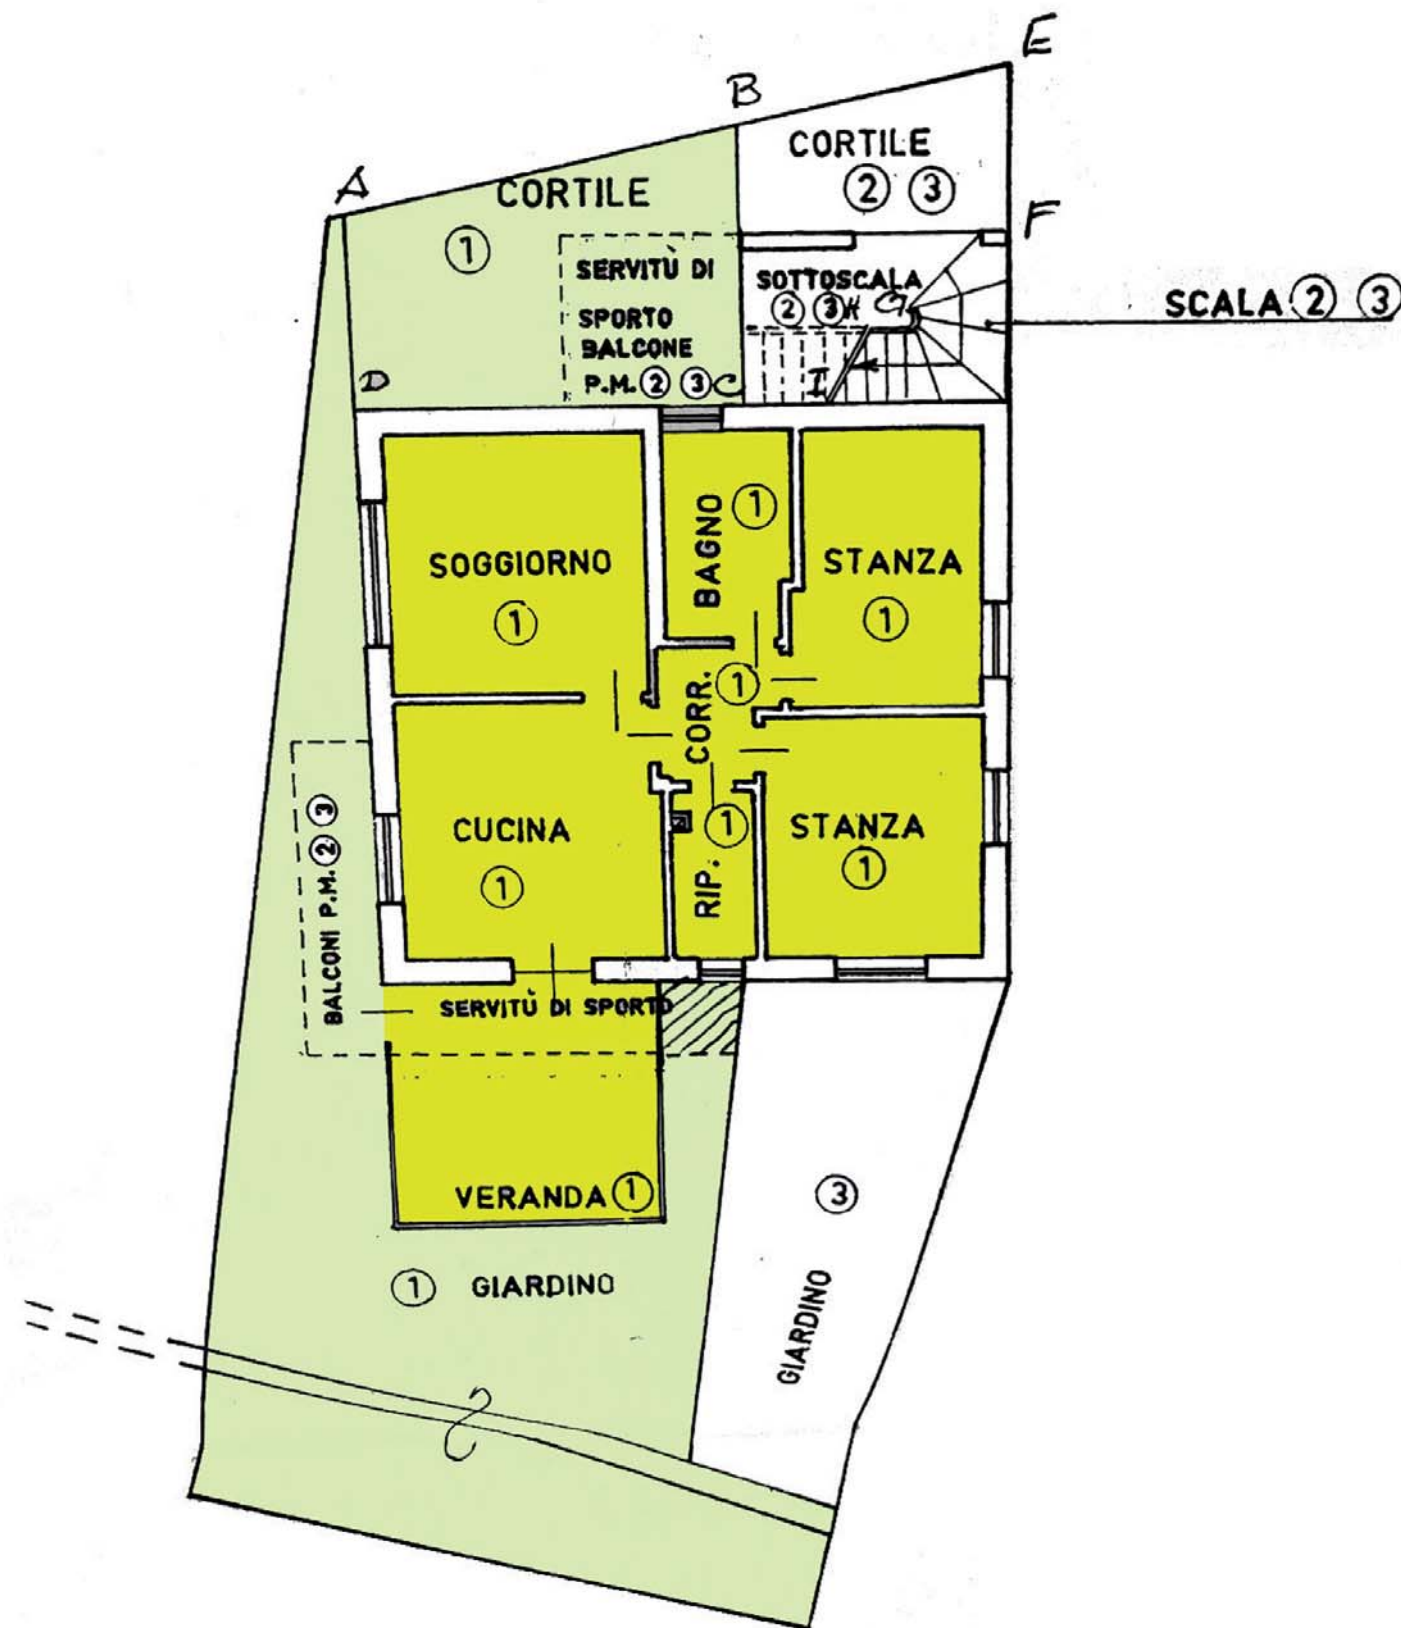 E
B
CORTILE
② ③
A
CORTILE
①
F
SERVITÙ DI
SPORTO
BALCONE
P.M. ② ③ C
SOTTOSCALA
② ③ H G
I
SCALA ② ③
D
SOGGIORNO
①
BAGNO ①
STANZA
①
CORR. ①
CUCINA
①
RIP. ①
STANZA
①
BALCONI P.M. ② ③
SERVITÙ DI SPORTO
VERANDA ①
③
① GIARDINO
GIARDINO